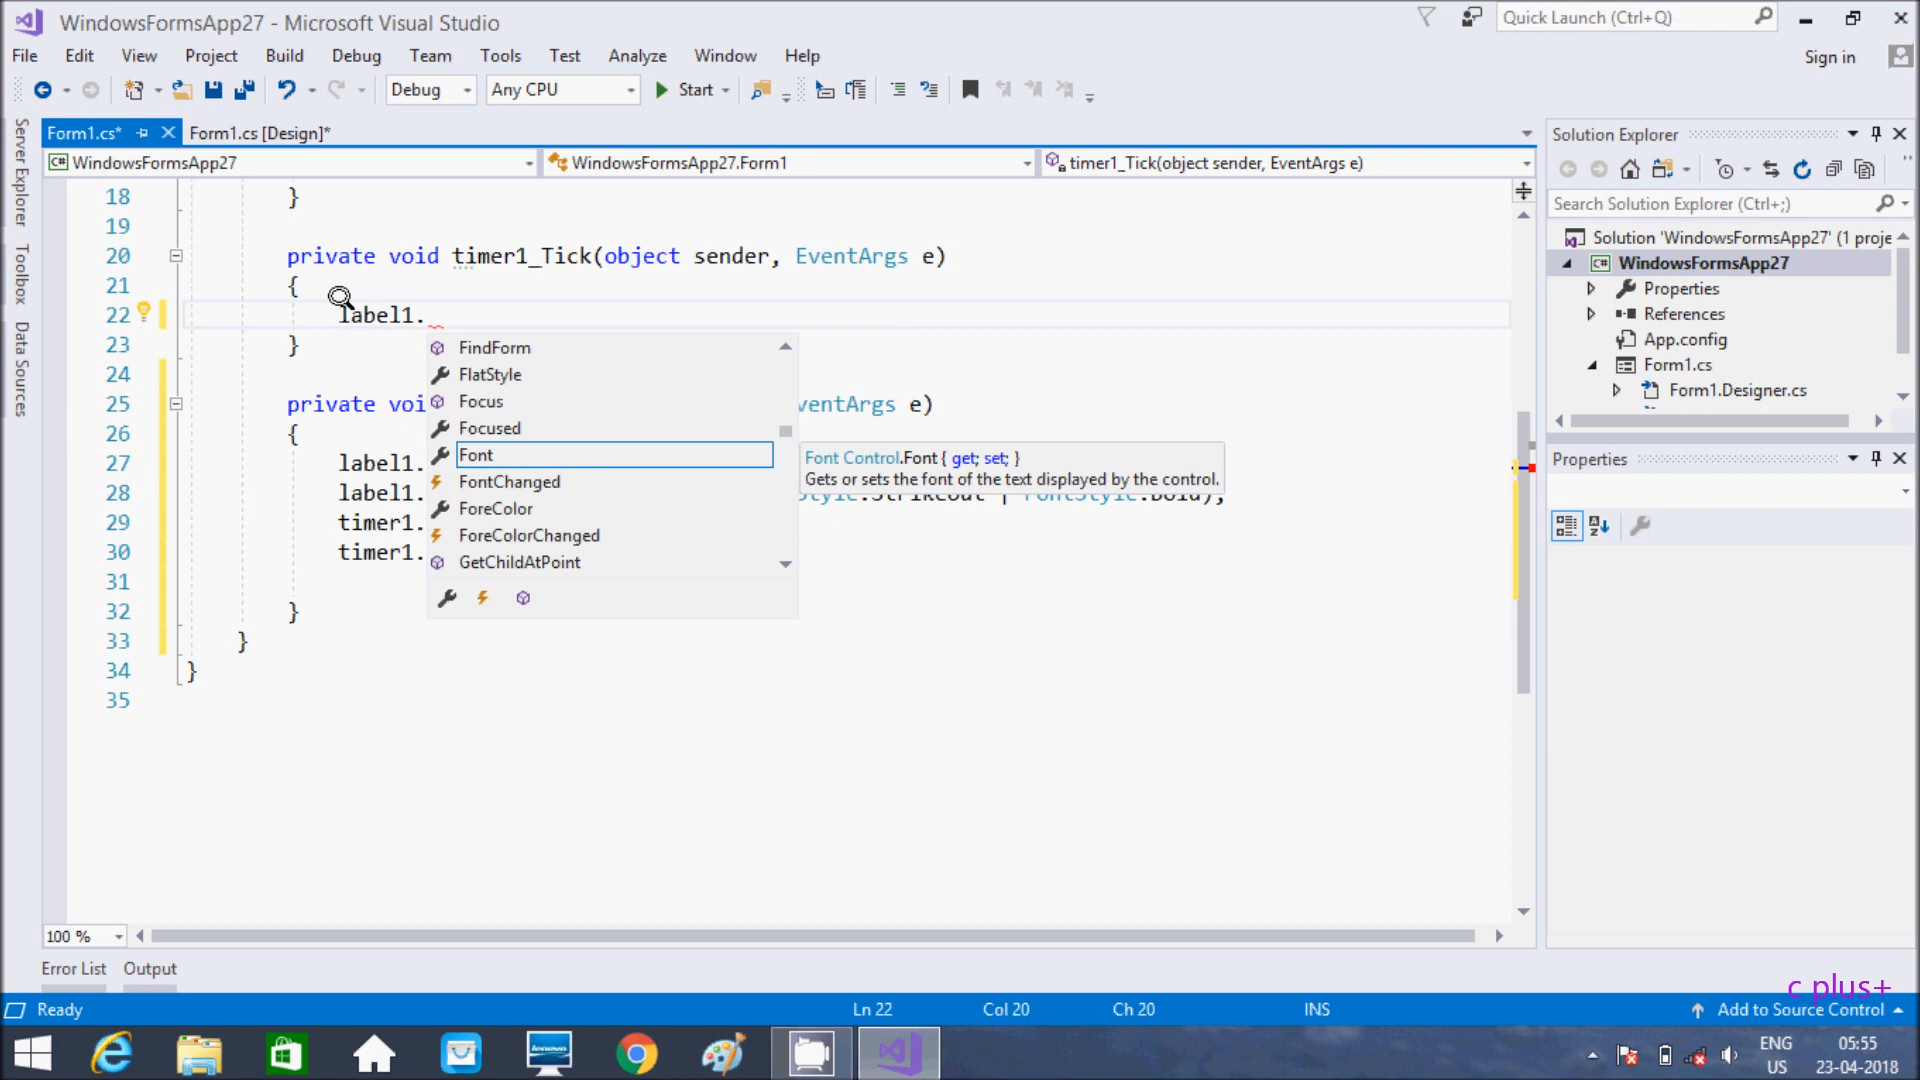 WindowsFormsApp27 - Microsoft Visual Studio
Quick Launch (Ctrl+Q)
File Edit View Project Build Debug Team Tools Test Analyze Window Help
Sign in
Debug Any CPU Start
Server Explorer
Toolbox
Data Sources
Form1.cs* Form1.cs [Design]*
WindowsFormsApp27 WindowsFormsApp27.Form1 timer1_Tick(object sender, EventArgs e)
18 }
19
20 private void timer1_Tick(object sender, EventArgs e)
21 {
22 label1.
23 }
24
25 private voi ventArgs e)
26 {
27 label1.
28 label1.
29 timer1.
30 timer1.
31
32 }
33 }
34 }
35
FindForm
FlatStyle
Focus
Focused
Font
FontChanged
ForeColor
ForeColorChanged
GetChildAtPoint
Font Control.Font { get; set; }
Gets or sets the font of the text displayed by the control.
100 %
Error List Output
Solution Explorer
Search Solution Explorer (Ctrl+;)
Solution 'WindowsFormsApp27' (1 proje
WindowsFormsApp27
Properties
References
App.config
Form1.cs
Form1.Designer.cs
Properties
c plus+
Ready Ln 22 Col 20 Ch 20 INS Add to Source Control
ENG
US
05:55
23-04-2018